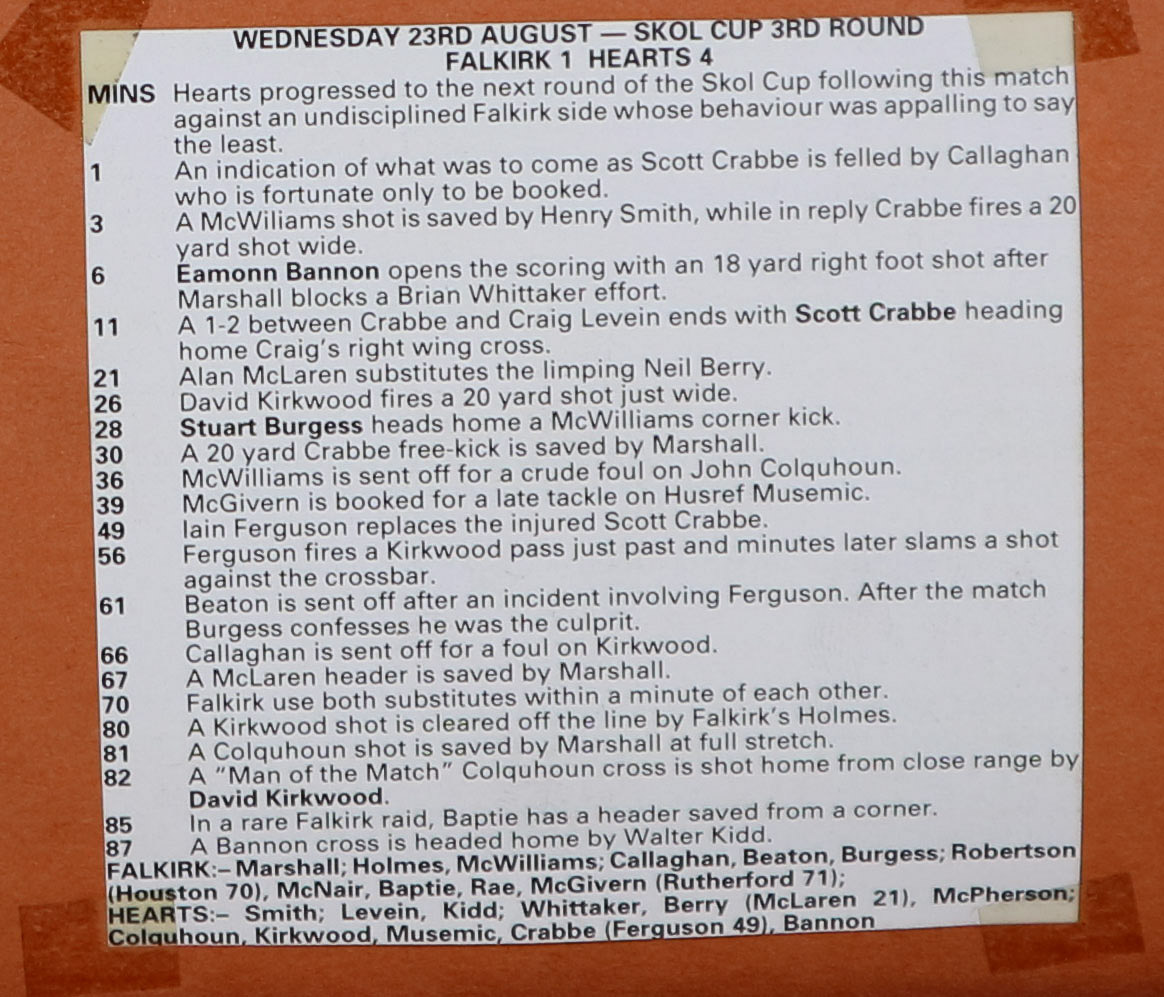 WEDNESDAY 23RD AUGUST — SKOL CUP 3RD ROUND
FALKIRK 1 HEARTS 4
MINS Hearts progressed to the next round of the Skol Cup following this match
against an undisciplined Falkirk side whose behaviour was appalling to say
the least.
1 An indication of what was to come as Scott Crabbe is felled by Callaghan
who is fortunate only to be booked.
3 A McWiliams shot is saved by Henry Smith, while in reply Crabbe fires a 20
yard shot wide.
6 Eamonn Bannon opens the scoring with an 18 yard right foot shot after
Marshall blocks a Brian Whittaker effort.
11 A 1-2 between Crabbe and Craig Levein ends with Scott Crabbe heading
home Craig's right wing cross.
21 Alan McLaren substitutes the limping Neil Berry.
26 David Kirkwood fires a 20 yard shot just wide.
28 Stuart Burgess heads home a McWilliams corner kick.
30 A 20 yard Crabbe free-kick is saved by Marshall.
36 McWilliams is sent off for a crude foul on John Colquhoun.
39 McGivern is booked for a late tackle on Husref Musemic.
49 Iain Ferguson replaces the injured Scott Crabbe.
56 Ferguson fires a Kirkwood pass just past and minutes later slams a shot
against the crossbar.
61 Beaton is sent off after an incident involving Ferguson. After the match
Burgess confesses he was the culprit.
66 Callaghan is sent off for a foul on Kirkwood.
67 A McLaren header is saved by Marshall.
70 Falkirk use both substitutes within a minute of each other.
80 A Kirkwood shot is cleared off the line by Falkirk's Holmes.
81 A Colquhoun shot is saved by Marshall at full stretch.
82 A "Man of the Match" Colquhoun cross is shot home from close range by
David Kirkwood.
85 In a rare Falkirk raid, Baptie has a header saved from a corner.
87 A Bannon cross is headed home by Walter Kidd.
FALKIRK:– Marshall; Holmes, McWilliams; Callaghan, Beaton, Burgess; Robertson
(Houston 70), McNair, Baptie, Rae, McGivern (Rutherford 71);
HEARTS:– Smith; Levein, Kidd; Whittaker, Berry (McLaren 21), McPherson;
Colquhoun, Kirkwood, Musemic, Crabbe (Ferguson 49), Bannon